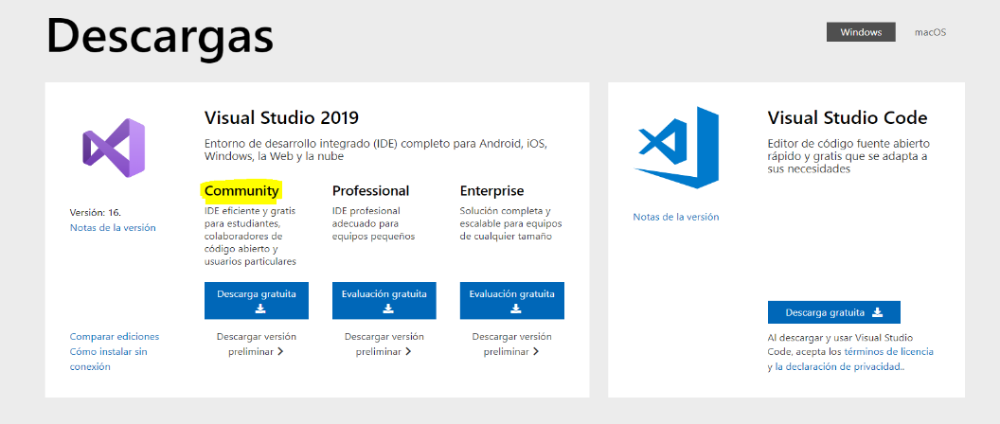 Descargas
Windows
macOS
Visual Studio 2019
Entorno de desarrollo integrado (IDE) completo para Android, iOS,
Windows, la Web y la nube
Versión: 16.
Notas de la versión
Community
IDE eficiente y gratis
para estudiantes,
colaboradores de
código abierto y
usuarios particulares
Descarga gratuita
Descargar versión
preliminar
Professional
IDE profesional
adecuado para
equipos pequeños
Evaluación gratuita
Descargar versión
preliminar
Enterprise
Solución completa y
escalable para equipos
de cualquier tamaño
Evaluación gratuita
Descargar versión
preliminar
Comparar ediciones
Cómo instalar sin
conexión
Visual Studio Code
Editor de código fuente abierto
rápido y gratis que se adapta a
sus necesidades
Notas de la versión
Descarga gratuita
Al descargar y usar Visual Studio
Code, acepta los términos de licencia
y la declaración de privacidad..